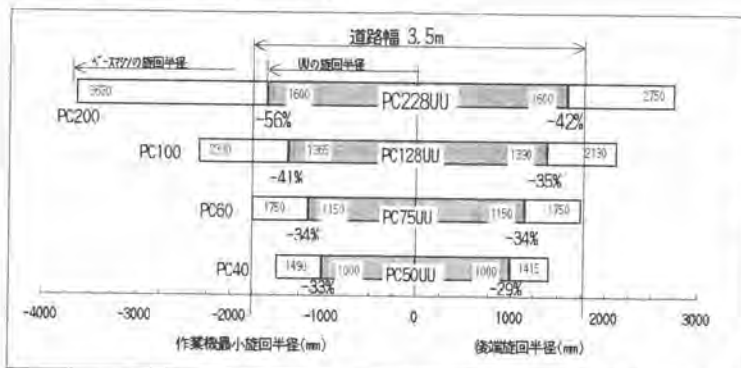 道路幅 3.5m
ベースマシンの旋回半径
UUの旋回半径
1600 PC228UU 1600 2750
PC200 -56% -42%
PC100 1365 PC128UU 1390 2130
-41% -35%
PC60 1750 1150 PC75UU 1150 1750
-34% -34%
PC40 1490 1000 PC50UU 1000 1415
-33% -29%
-4000 -3000 -2000 -1000 0 1000 2000 3000
作業機最小旋回半径(mm) 後端旋回半径(mm)